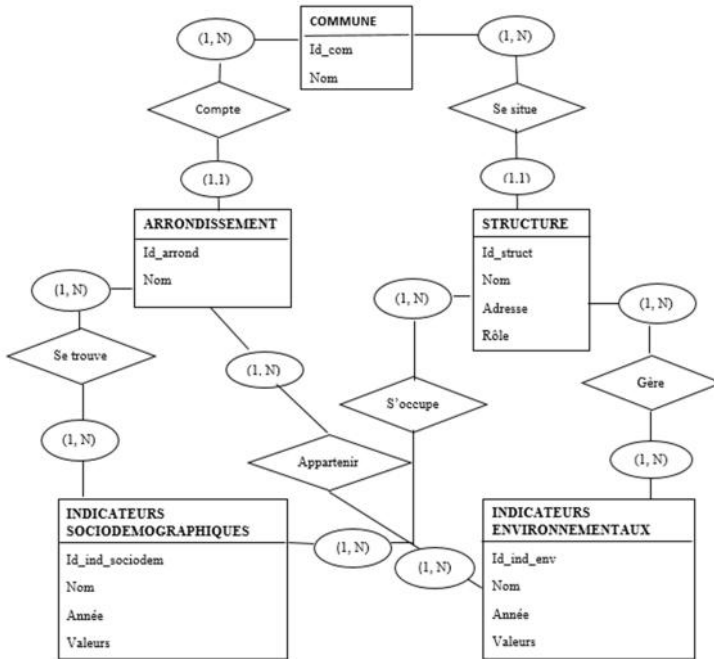 COMMUNE
(1, N)
(1, N)
Id_com
Nom
Compte
Se situe
(1,1)
(1,1)
ARRONDISSEMENT
STRUCTURE
Id_arrond
Id_struct
Nom
Nom
(1, N)
(1, N)
(1, N)
Adresse
Rôle
Se trouve
(1, N)
Gère
S'occupe
(1, N)
Appartenir
(1, N)
INDICATEURS
SOCIODEMOGRAPHIQUES
INDICATEURS
ENVIRONNEMENTAUX
(1, N)
Id_ind_sociodem
Id_ind_env
(1, N)
Nom
Nom
Année
Année
Valeurs
Valeurs